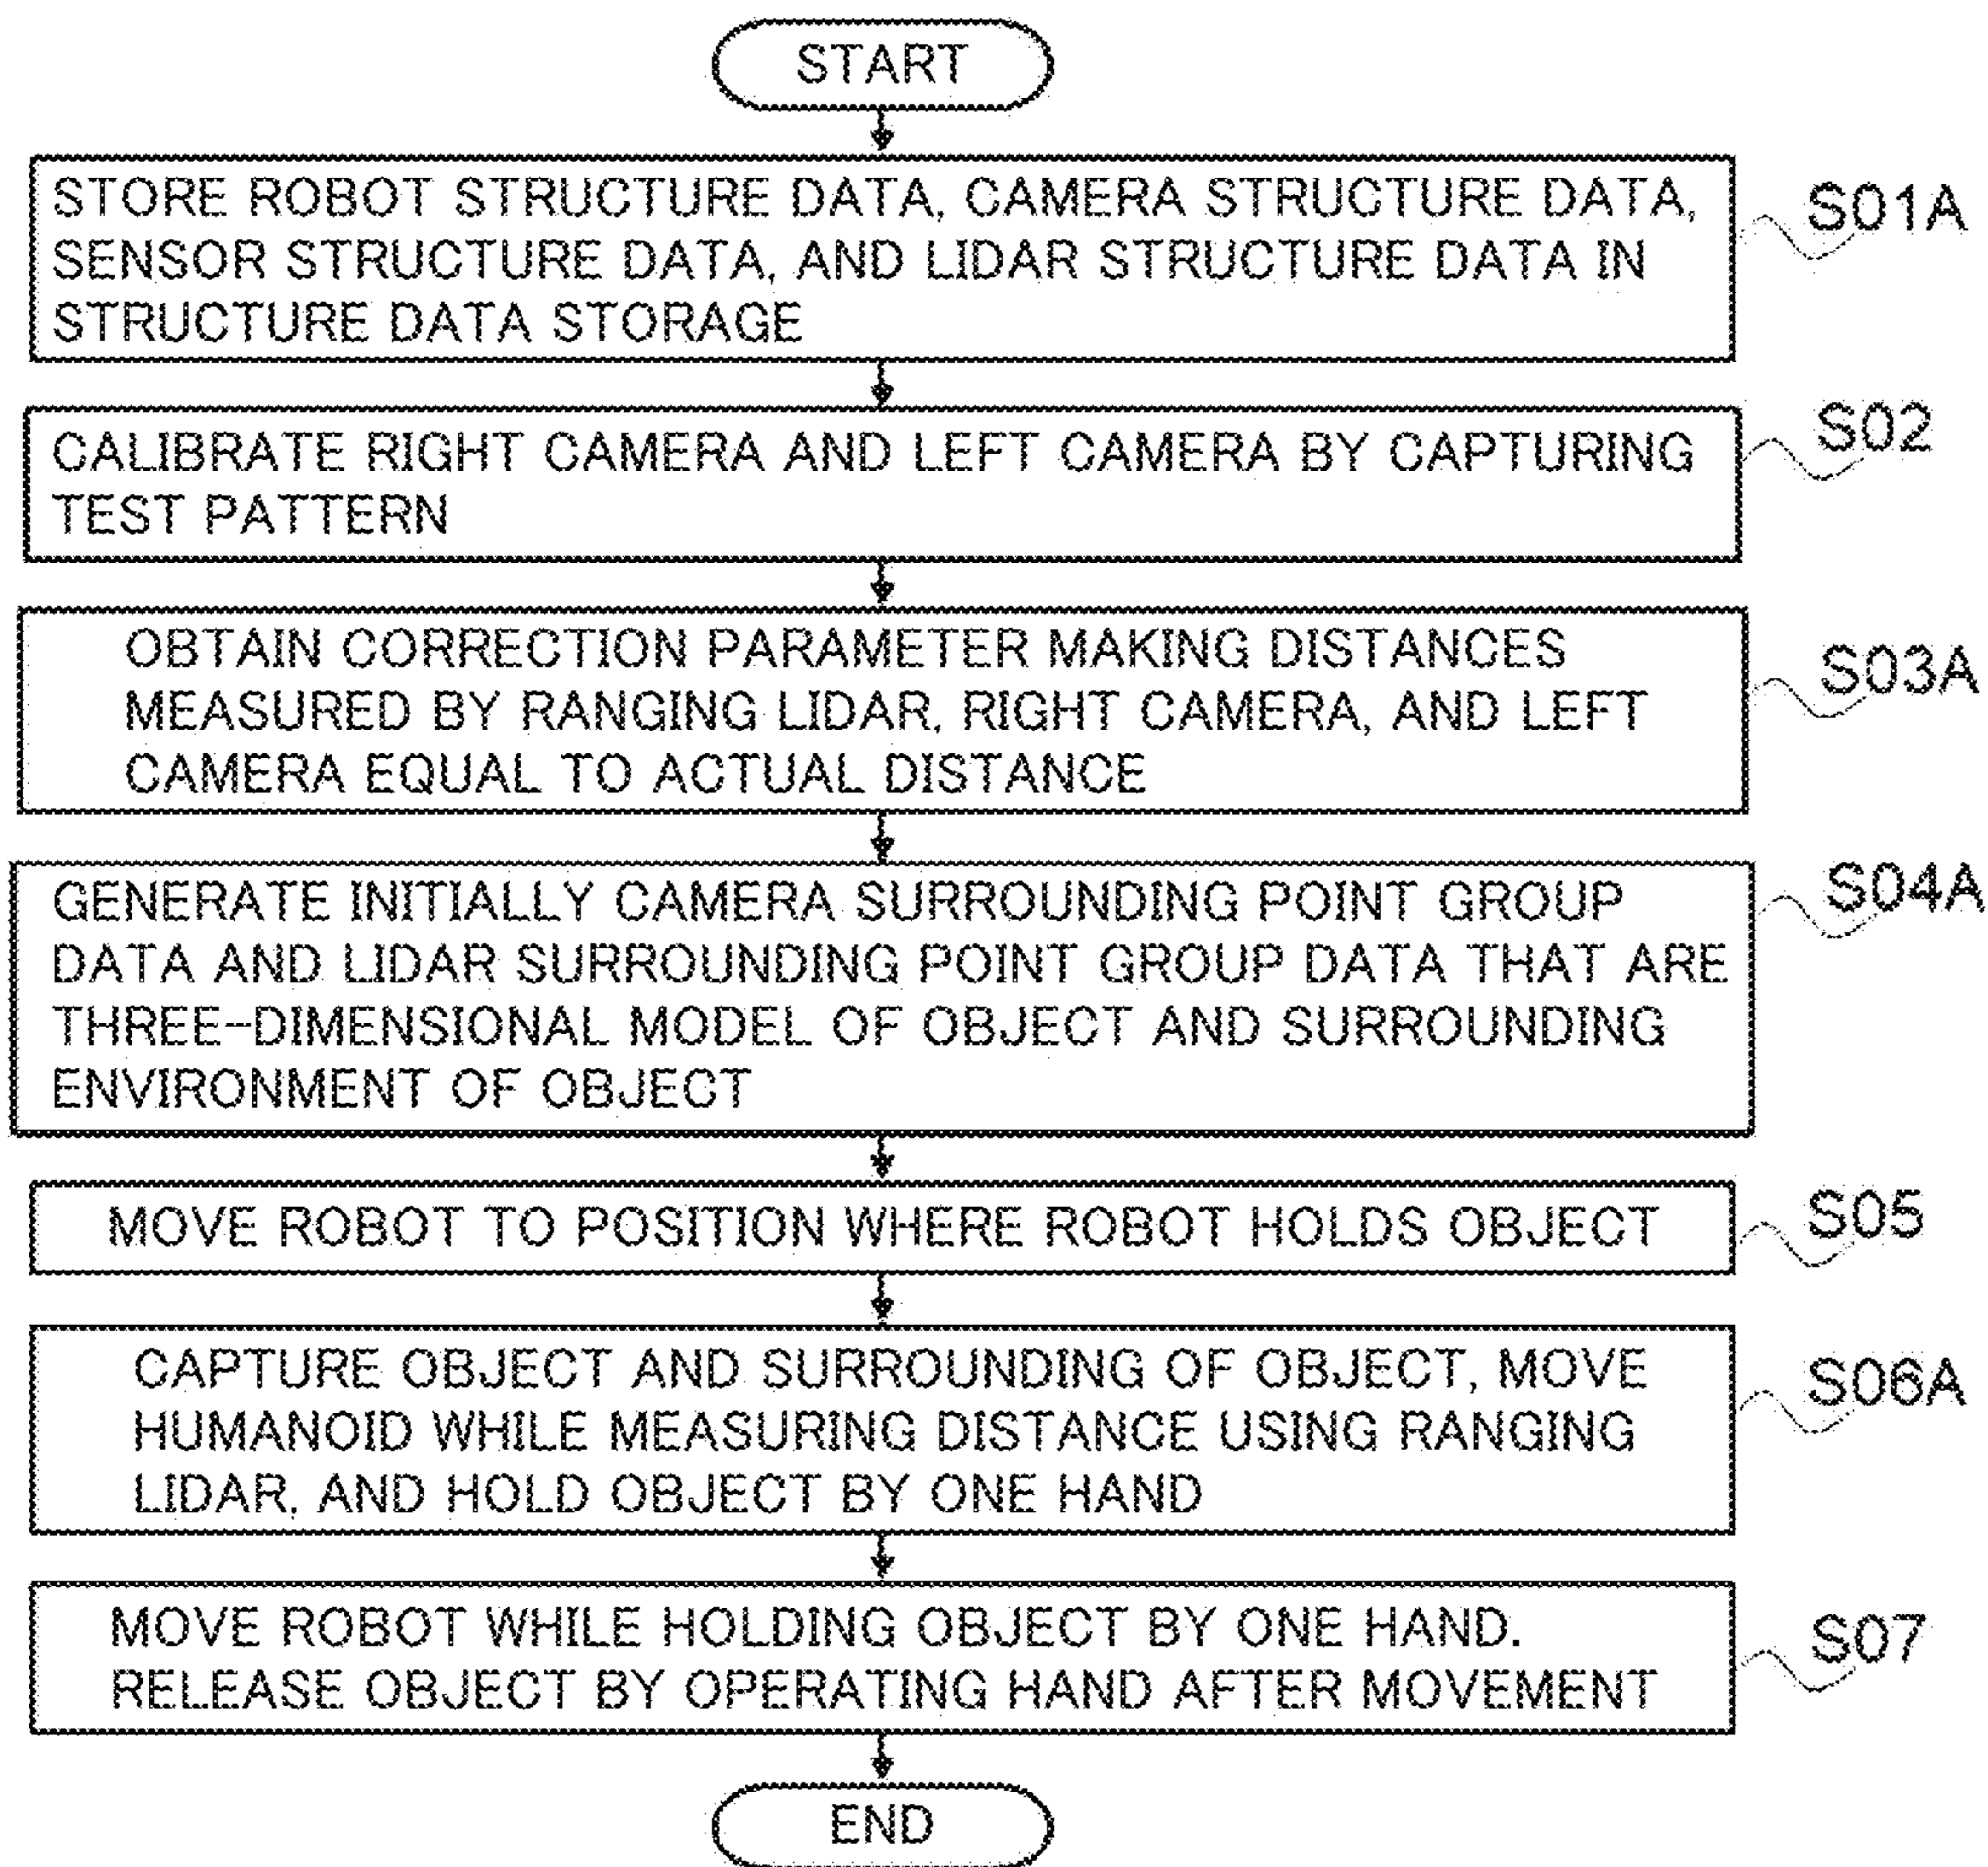 START
STORE ROBOT STRUCTURE DATA, CAMERA STRUCTURE DATA,
SENSOR STRUCTURE DATA, AND LIDAR STRUCTURE DATA IN
STRUCTURE DATA STORAGE
S01A
CALIBRATE RIGHT CAMERA AND LEFT CAMERA BY CAPTURING
TEST PATTERN
S02
OBTAIN CORRECTION PARAMETER MAKING DISTANCES
MEASURED BY RANGING LIDAR, RIGHT CAMERA, AND LEFT
CAMERA EQUAL TO ACTUAL DISTANCE
S03A
GENERATE INITIALLY CAMERA SURROUNDING POINT GROUP
DATA AND LIDAR SURROUNDING POINT GROUP DATA THAT ARE
THREE-DIMENSIONAL MODEL OF OBJECT AND SURROUNDING
ENVIRONMENT OF OBJECT
S04A
MOVE ROBOT TO POSITION WHERE ROBOT HOLDS OBJECT
S05
CAPTURE OBJECT AND SURROUNDING OF OBJECT, MOVE
HUMANOID WHILE MEASURING DISTANCE USING RANGING
LIDAR, AND HOLD OBJECT BY ONE HAND
S06A
MOVE ROBOT WHILE HOLDING OBJECT BY ONE HAND.
RELEASE OBJECT BY OPERATING HAND AFTER MOVEMENT
S07
END